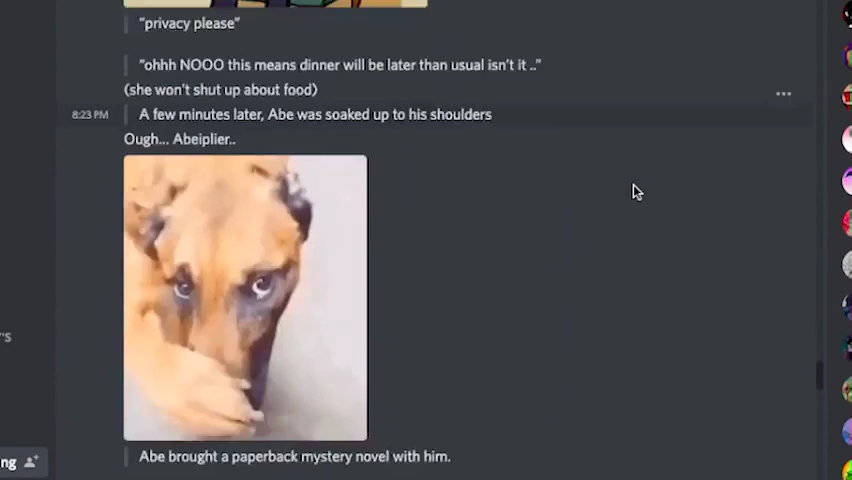 "privacy please"
"ohhh NOOO this means dinner will be later than usual isn't it .."
(she won't shut up about food)
8:23 PM A few minutes later, Abe was soaked up to his shoulders
Ough... Abeiplier..
'S
ng
Abe brought a paperback mystery novel with him.